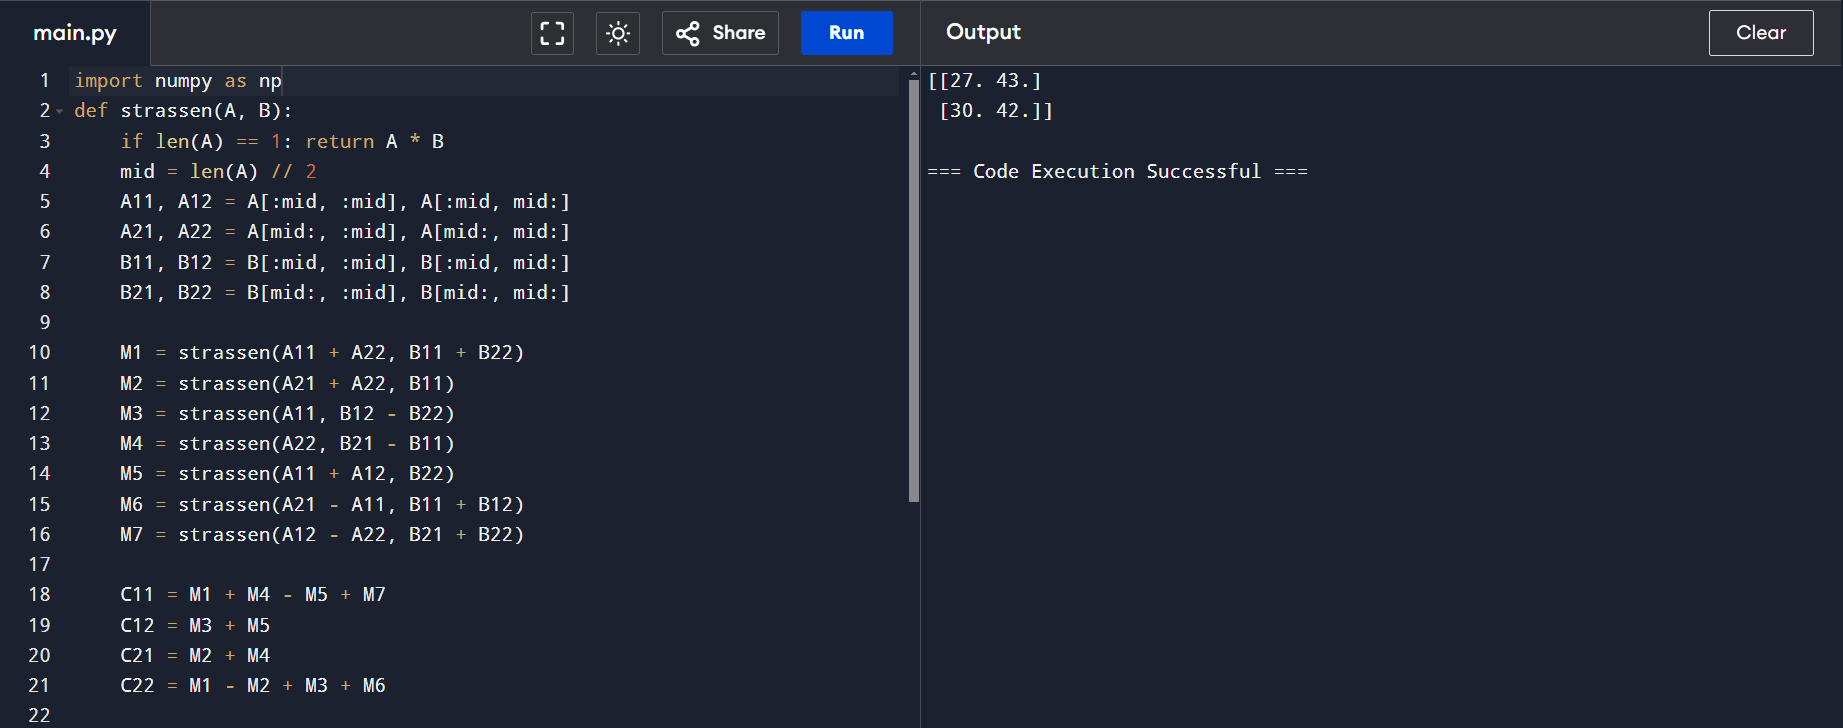 main.py
Share
Run
Output
Clear
1 import numpy as np
2 def strassen(A, B):
3     if len(A) == 1: return A * B
4     mid = len(A) // 2
5     A11, A12 = A[:mid, :mid], A[:mid, mid:]
6     A21, A22 = A[mid:, :mid], A[mid:, mid:]
7     B11, B12 = B[:mid, :mid], B[:mid, mid:]
8     B21, B22 = B[mid:, :mid], B[mid:, mid:]
9
10     M1 = strassen(A11 + A22, B11 + B22)
11     M2 = strassen(A21 + A22, B11)
12     M3 = strassen(A11, B12 - B22)
13     M4 = strassen(A22, B21 - B11)
14     M5 = strassen(A11 + A12, B22)
15     M6 = strassen(A21 - A11, B11 + B12)
16     M7 = strassen(A12 - A22, B21 + B22)
17
18     C11 = M1 + M4 - M5 + M7
19     C12 = M3 + M5
20     C21 = M2 + M4
21     C22 = M1 - M2 + M3 + M6
22
[[27. 43.]
 [30. 42.]]
=== Code Execution Successful ===